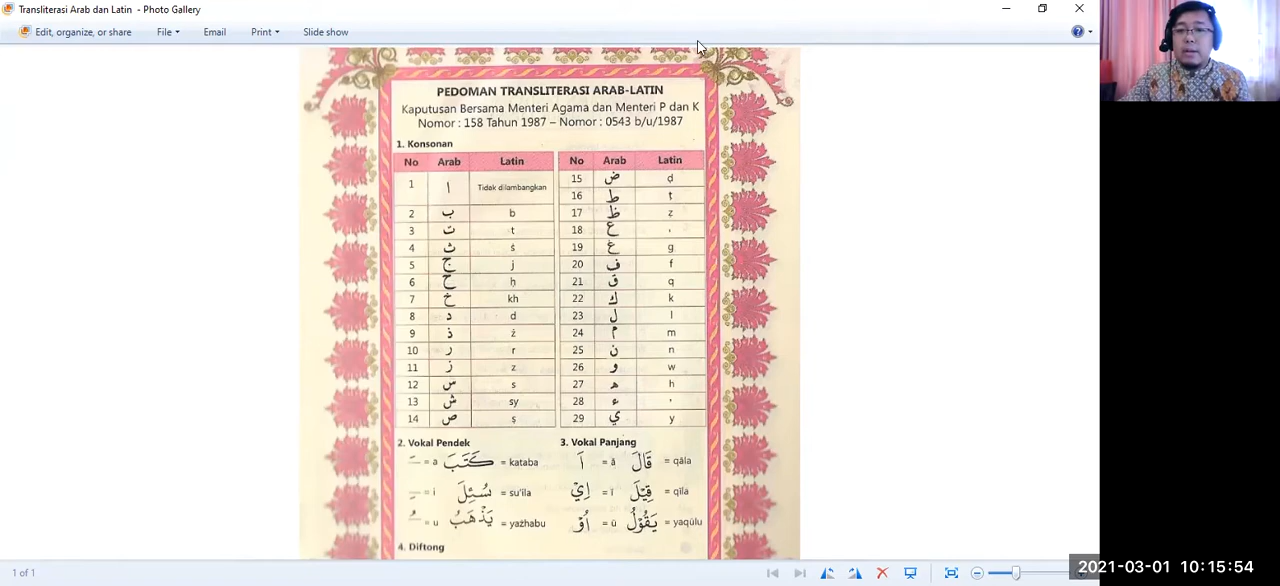 Transliterasi Arab dan Latin - Photo Gallery
Edit, organize, or share File Email Print Slide show
PEDOMAN TRANSLITERASI ARAB-LATIN
Kaputusan Bersama Menteri Agama dan Menteri P dan K
Nomor : 158 Tahun 1987 – Nomor : 0543 b/u/1987
1. Konsonan
No Arab Latin No Arab Latin
1 ا Tidak dilambangkan 15 ض ḍ
16 ط ṭ
2 ب b 17 ظ ẓ
3 ت t 18 ع ‘
4 ث ś 19 غ g
5 ج j 20 ف f
6 ح ḥ 21 ق q
7 خ kh 22 ك k
8 د d 23 ل l
9 ذ ż 24 م m
10 ر r 25 ن n
11 ز z 26 و w
12 س s 27 ه h
13 ش sy 28 ء ’
14 ص ṣ 29 ي y
2. Vokal Pendek 3. Vokal Panjang
ـَ = a كَتَبَ = kataba اَ = ā قَالَ = qāla
ـِ = i سُئِلَ = su'ila اِيْ = ī قِيْلَ = qīla
ـُ = u يَذْهَبُ = yażhabu اُوْ = ū يَقُوْلُ = yaqūlu
4. Diftong
1 of 1
2021-03-01 10:15:54